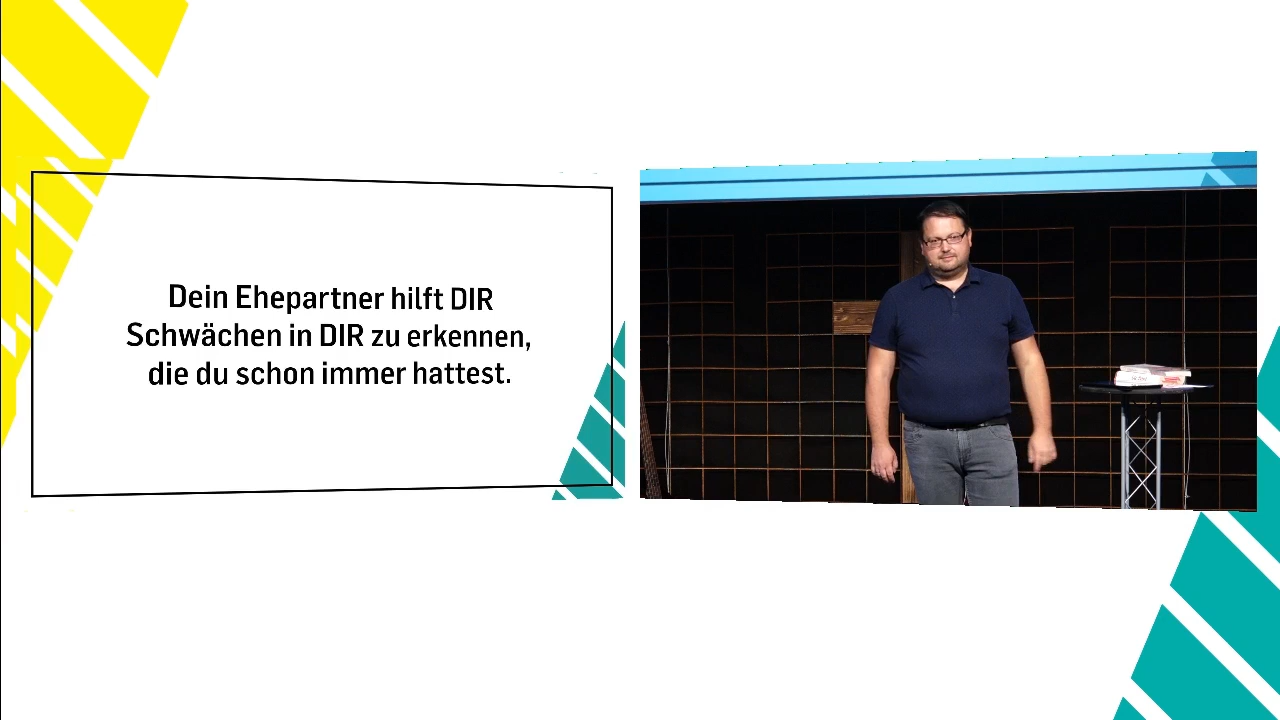 Dein Ehepartner hilft DIR
Schwächen in DIR zu erkennen,
die du schon immer hattest.